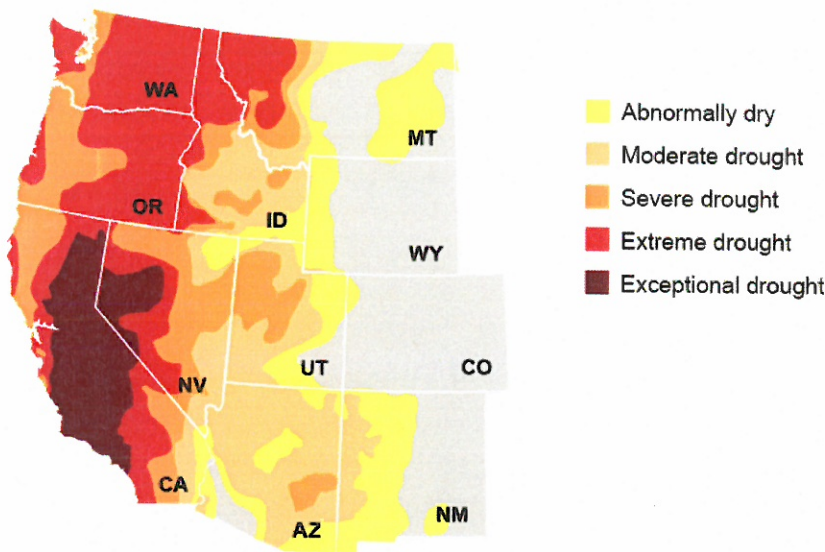 WA
MT
OR
ID
WY
NV
UT
CO
CA
AZ
NM
Abnormally dry
Moderate drought
Severe drought
Extreme drought
Exceptional drought